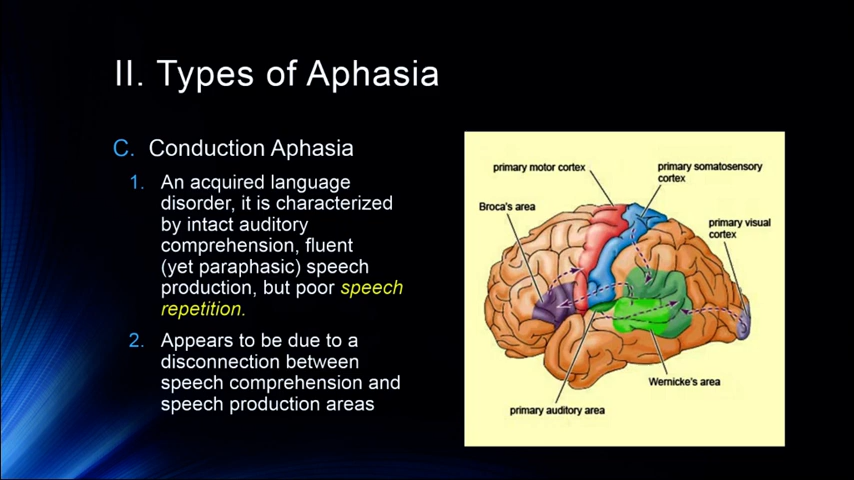 II. Types of Aphasia
C. Conduction Aphasia
1. An acquired language
disorder, it is characterized
by intact auditory
comprehension, fluent
(yet paraphasic) speech
production, but poor speech
repetition.
2. Appears to be due to a
disconnection between
speech comprehension and
speech production areas
primary motor cortex
primary somatosensory
cortex
Broca's area
primary visual
cortex
Wernicke's area
primary auditory area